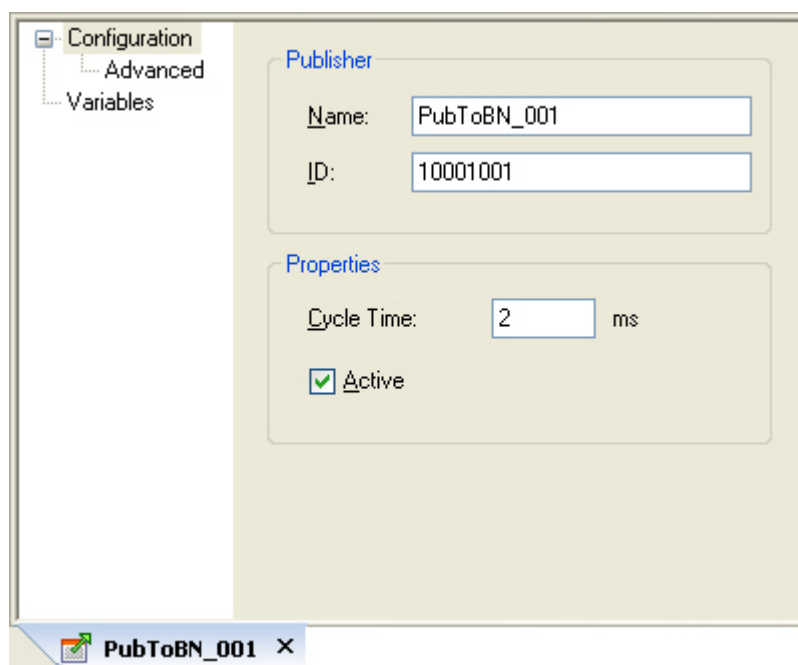 Configuration
Advanced
Variables
Publisher
Name: PubToBN_001
ID: 10001001
Properties
Cycle Time: 2 ms
Active
PubToBN_001